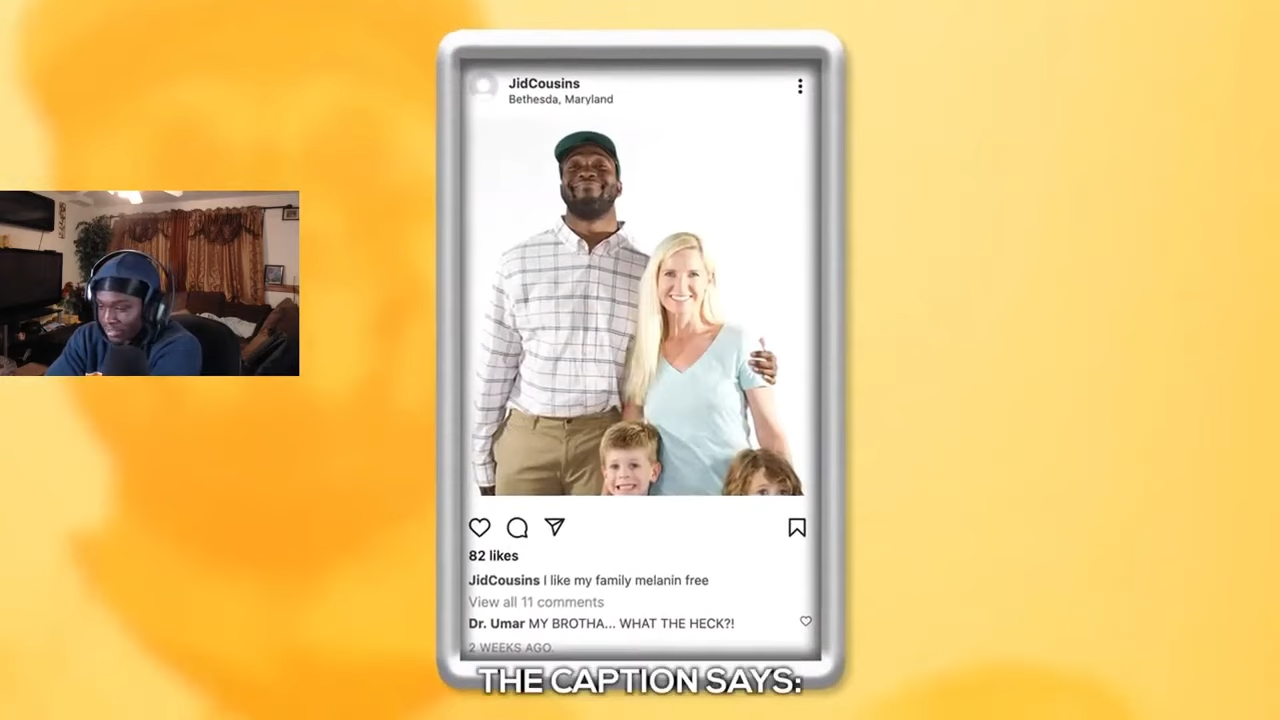 JidCousins
Bethesda, Maryland
82 likes
JidCousins I like my family melanin free
View all 11 comments
Dr. Umar MY BROTHA... WHAT THE HECK?!
2 WEEKS AGO.
THE CAPTION SAYS: